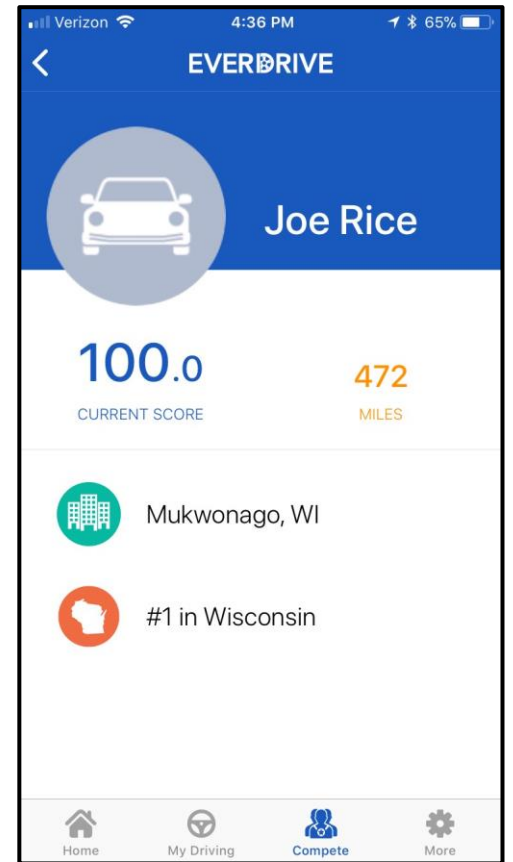 Verizon 4:36 PM 65%
EVERDRIVE
Joe Rice
100.0 472
CURRENT SCORE MILES
Mukwonago, WI
#1 in Wisconsin
Home My Driving Compete More